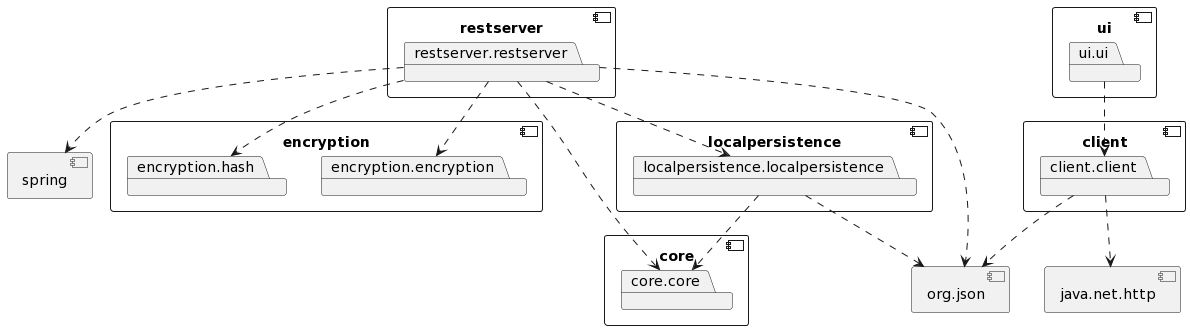 restserver
restserver.restserver
ui
ui.ui
encryption
encryption.hash
encryption.encryption
localpersistence
localpersistence.localpersistence
client
client.client
spring
core
core.core
org.json
java.net.http